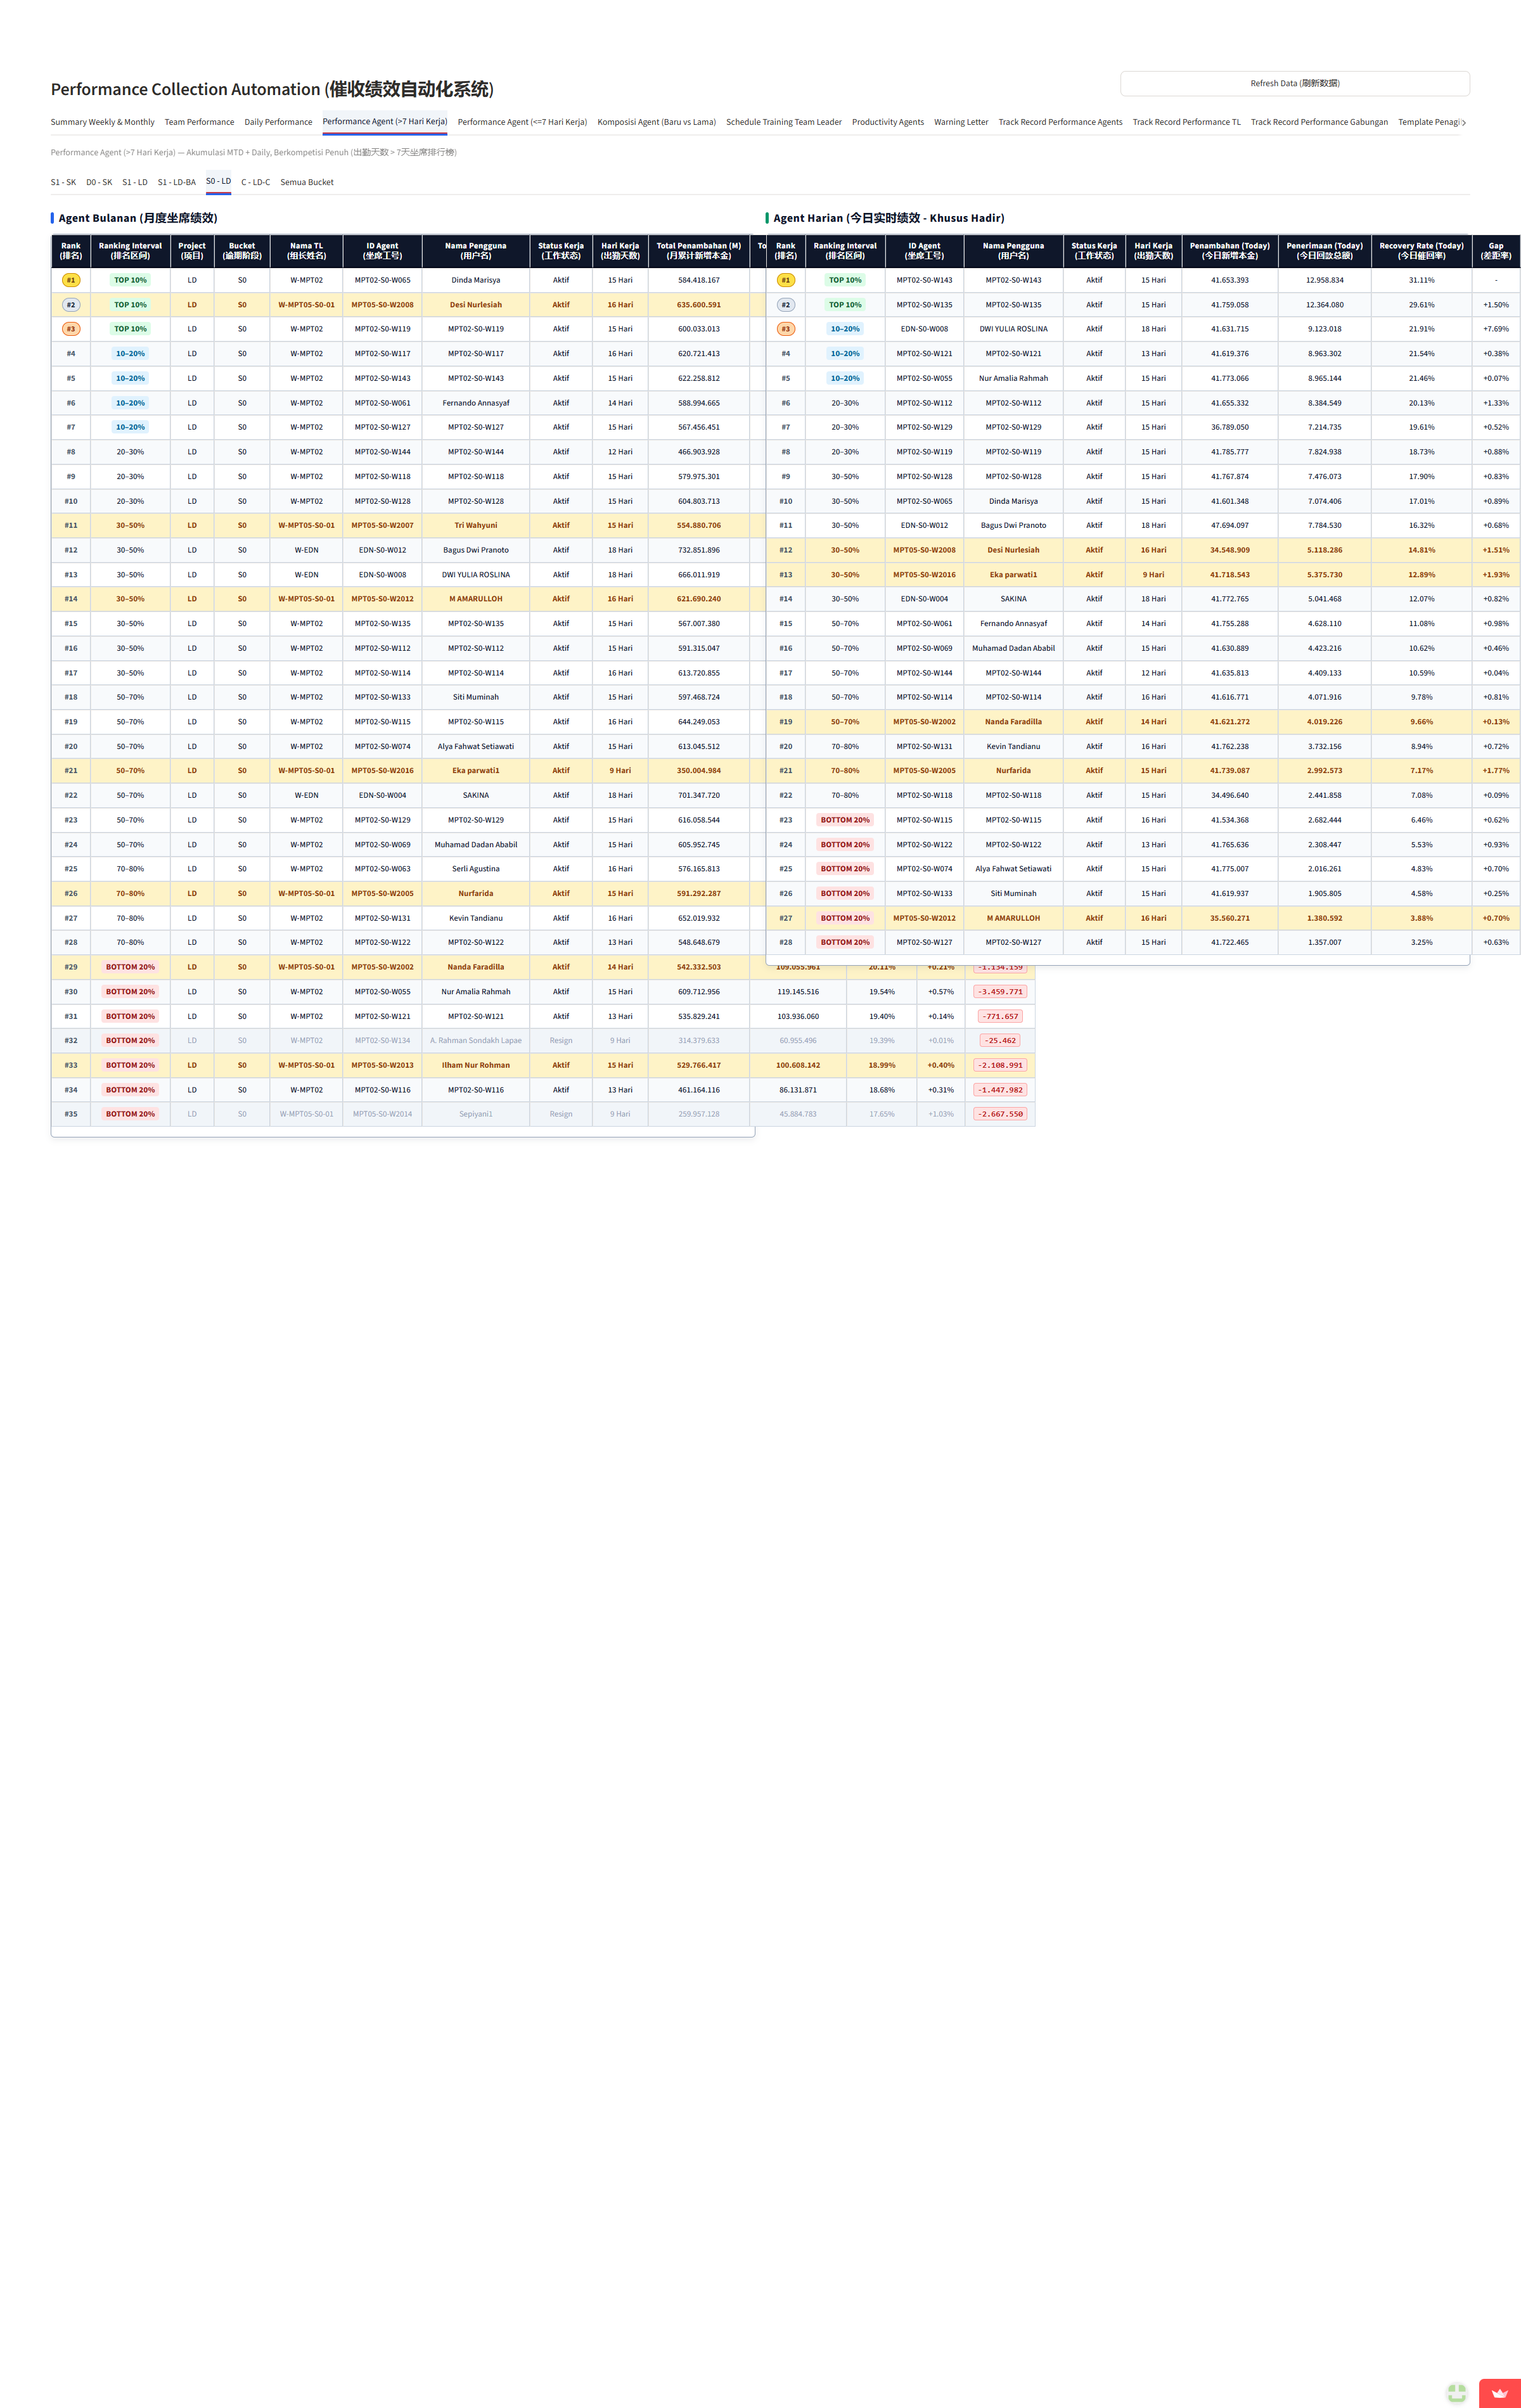 Performance Collection Automation (催收绩效自动化系统)
Refresh Data (刷新数据)
Summary Weekly & Monthly Team Performance Daily Performance Performance Agent (>7 Hari Kerja) Performance Agent (<=7 Hari Kerja) Komposisi Agent (Baru vs Lama) Schedule Training Team Leader Productivity Agents Warning Letter Track Record Performance Agents Track Record Performance TL Track Record Performance Gabungan Template Penagi
Performance Agent (>7 Hari Kerja) — Akumulasi MTD + Daily, Berkompetisi Penuh (出勤天数 > 7天坐席排行榜)
S1 - SK D0 - SK S1 - LD S1 - LD-BA S0 - LD C - LD-C Semua Bucket
Agent Bulanan (月度坐席绩效)
Rank Ranking Interval Project Bucket Nama TL ID Agent Nama Pengguna Status Kerja Hari Kerja Total Penambahan (M) To
(排名) (排名区间) (项目) (逾期阶段) (组长姓名) (坐席工号) (用户名) (工作状态) (出勤天数) (月累计新增本金)
#1 TOP 10% LD S0 W-MPT02 MPT02-S0-W065 Dinda Marisya Aktif 15 Hari 584.418.167
#2 TOP 10% LD S0 W-MPT05-S0-01 MPT05-S0-W2008 Desi Nurlesiah Aktif 16 Hari 635.600.591
#3 TOP 10% LD S0 W-MPT02 MPT02-S0-W119 MPT02-S0-W119 Aktif 15 Hari 600.033.013
#4 10–20% LD S0 W-MPT02 MPT02-S0-W117 MPT02-S0-W117 Aktif 16 Hari 620.721.413
#5 10–20% LD S0 W-MPT02 MPT02-S0-W143 MPT02-S0-W143 Aktif 15 Hari 622.258.812
#6 10–20% LD S0 W-MPT02 MPT02-S0-W061 Fernando Annasyaf Aktif 14 Hari 588.994.665
#7 10–20% LD S0 W-MPT02 MPT02-S0-W127 MPT02-S0-W127 Aktif 15 Hari 567.456.451
#8 20–30% LD S0 W-MPT02 MPT02-S0-W144 MPT02-S0-W144 Aktif 12 Hari 466.903.928
#9 20–30% LD S0 W-MPT02 MPT02-S0-W118 MPT02-S0-W118 Aktif 15 Hari 579.975.301
#10 20–30% LD S0 W-MPT02 MPT02-S0-W128 MPT02-S0-W128 Aktif 15 Hari 604.803.713
#11 30–50% LD S0 W-MPT05-S0-01 MPT05-S0-W2007 Tri Wahyuni Aktif 15 Hari 554.880.706
#12 30–50% LD S0 W-EDN EDN-S0-W012 Bagus Dwi Pranoto Aktif 18 Hari 732.851.896
#13 30–50% LD S0 W-EDN EDN-S0-W008 DWI YULIA ROSLINA Aktif 18 Hari 666.011.919
#14 30–50% LD S0 W-MPT05-S0-01 MPT05-S0-W2012 M AMARULLOH Aktif 16 Hari 621.690.240
#15 30–50% LD S0 W-MPT02 MPT02-S0-W135 MPT02-S0-W135 Aktif 15 Hari 567.007.380
#16 30–50% LD S0 W-MPT02 MPT02-S0-W112 MPT02-S0-W112 Aktif 15 Hari 591.315.047
#17 30–50% LD S0 W-MPT02 MPT02-S0-W114 MPT02-S0-W114 Aktif 16 Hari 613.720.855
#18 50–70% LD S0 W-MPT02 MPT02-S0-W133 Siti Muminah Aktif 15 Hari 597.468.724
#19 50–70% LD S0 W-MPT02 MPT02-S0-W115 MPT02-S0-W115 Aktif 16 Hari 644.249.053
#20 50–70% LD S0 W-MPT02 MPT02-S0-W074 Alya Fahwat Setiawati Aktif 15 Hari 613.045.512
#21 50–70% LD S0 W-MPT05-S0-01 MPT05-S0-W2016 Eka parwati1 Aktif 9 Hari 350.004.984
#22 50–70% LD S0 W-EDN EDN-S0-W004 SAKINA Aktif 18 Hari 701.347.720
#23 50–70% LD S0 W-MPT02 MPT02-S0-W129 MPT02-S0-W129 Aktif 15 Hari 616.058.544
#24 50–70% LD S0 W-MPT02 MPT02-S0-W069 Muhamad Dadan Ababil Aktif 15 Hari 605.952.745
#25 70–80% LD S0 W-MPT02 MPT02-S0-W063 Serli Agustina Aktif 16 Hari 576.165.813
#26 70–80% LD S0 W-MPT05-S0-01 MPT05-S0-W2005 Nurfarida Aktif 15 Hari 591.292.287
#27 70–80% LD S0 W-MPT02 MPT02-S0-W131 Kevin Tandianu Aktif 16 Hari 652.019.932
#28 70–80% LD S0 W-MPT02 MPT02-S0-W122 MPT02-S0-W122 Aktif 13 Hari 548.648.679
#29 BOTTOM 20% LD S0 W-MPT05-S0-01 MPT05-S0-W2002 Nanda Faradilla Aktif 14 Hari 542.332.503 109.055.961 20.11% +0.21% -1.134.159
#30 BOTTOM 20% LD S0 W-MPT02 MPT02-S0-W055 Nur Amalia Rahmah Aktif 15 Hari 609.712.956 119.145.516 19.54% +0.57% -3.459.771
#31 BOTTOM 20% LD S0 W-MPT02 MPT02-S0-W121 MPT02-S0-W121 Aktif 13 Hari 535.829.241 103.936.060 19.40% +0.14% -771.657
#32 BOTTOM 20% LD S0 W-MPT02 MPT02-S0-W134 A. Rahman Sondakh Lapae Resign 9 Hari 314.379.633 60.955.496 19.39% +0.01% -25.462
#33 BOTTOM 20% LD S0 W-MPT05-S0-01 MPT05-S0-W2013 Ilham Nur Rohman Aktif 15 Hari 529.766.417 100.608.142 18.99% +0.40% -2.108.991
#34 BOTTOM 20% LD S0 W-MPT02 MPT02-S0-W116 MPT02-S0-W116 Aktif 13 Hari 461.164.116 86.131.871 18.68% +0.31% -1.447.982
#35 BOTTOM 20% LD S0 W-MPT05-S0-01 MPT05-S0-W2014 Sepiyani1 Resign 9 Hari 259.957.128 45.884.783 17.65% +1.03% -2.667.550
Agent Harian (今日实时绩效 - Khusus Hadir)
Rank Ranking Interval ID Agent Nama Pengguna Status Kerja Hari Kerja Penambahan (Today) Penerimaan (Today) Recovery Rate (Today) Gap
(排名) (排名区间) (坐席工号) (用户名) (工作状态) (出勤天数) (今日新增本金) (今日回款总额) (今日催回率) (差距率)
#1 TOP 10% MPT02-S0-W143 MPT02-S0-W143 Aktif 15 Hari 41.653.393 12.958.834 31.11% -
#2 TOP 10% MPT02-S0-W135 MPT02-S0-W135 Aktif 15 Hari 41.759.058 12.364.080 29.61% +1.50%
#3 10–20% EDN-S0-W008 DWI YULIA ROSLINA Aktif 18 Hari 41.631.715 9.123.018 21.91% +7.69%
#4 10–20% MPT02-S0-W121 MPT02-S0-W121 Aktif 13 Hari 41.619.376 8.963.302 21.54% +0.38%
#5 10–20% MPT02-S0-W055 Nur Amalia Rahmah Aktif 15 Hari 41.773.066 8.965.144 21.46% +0.07%
#6 20–30% MPT02-S0-W112 MPT02-S0-W112 Aktif 15 Hari 41.655.332 8.384.549 20.13% +1.33%
#7 20–30% MPT02-S0-W129 MPT02-S0-W129 Aktif 15 Hari 36.789.050 7.214.735 19.61% +0.52%
#8 20–30% MPT02-S0-W119 MPT02-S0-W119 Aktif 15 Hari 41.785.777 7.824.938 18.73% +0.88%
#9 30–50% MPT02-S0-W128 MPT02-S0-W128 Aktif 15 Hari 41.767.874 7.476.073 17.90% +0.83%
#10 30–50% MPT02-S0-W065 Dinda Marisya Aktif 15 Hari 41.601.348 7.074.406 17.01% +0.89%
#11 30–50% EDN-S0-W012 Bagus Dwi Pranoto Aktif 18 Hari 47.694.097 7.784.530 16.32% +0.68%
#12 30–50% MPT05-S0-W2008 Desi Nurlesiah Aktif 16 Hari 34.548.909 5.118.286 14.81% +1.51%
#13 30–50% MPT05-S0-W2016 Eka parwati1 Aktif 9 Hari 41.718.543 5.375.730 12.89% +1.93%
#14 30–50% EDN-S0-W004 SAKINA Aktif 18 Hari 41.772.765 5.041.468 12.07% +0.82%
#15 50–70% MPT02-S0-W061 Fernando Annasyaf Aktif 14 Hari 41.755.288 4.628.110 11.08% +0.98%
#16 50–70% MPT02-S0-W069 Muhamad Dadan Ababil Aktif 15 Hari 41.630.889 4.423.216 10.62% +0.46%
#17 50–70% MPT02-S0-W144 MPT02-S0-W144 Aktif 12 Hari 41.635.813 4.409.133 10.59% +0.04%
#18 50–70% MPT02-S0-W114 MPT02-S0-W114 Aktif 16 Hari 41.616.771 4.071.916 9.78% +0.81%
#19 50–70% MPT05-S0-W2002 Nanda Faradilla Aktif 14 Hari 41.621.272 4.019.226 9.66% +0.13%
#20 70–80% MPT02-S0-W131 Kevin Tandianu Aktif 16 Hari 41.762.238 3.732.156 8.94% +0.72%
#21 70–80% MPT05-S0-W2005 Nurfarida Aktif 15 Hari 41.739.087 2.992.573 7.17% +1.77%
#22 70–80% MPT02-S0-W118 MPT02-S0-W118 Aktif 15 Hari 34.496.640 2.441.858 7.08% +0.09%
#23 BOTTOM 20% MPT02-S0-W115 MPT02-S0-W115 Aktif 16 Hari 41.534.368 2.682.444 6.46% +0.62%
#24 BOTTOM 20% MPT02-S0-W122 MPT02-S0-W122 Aktif 13 Hari 41.765.636 2.308.447 5.53% +0.93%
#25 BOTTOM 20% MPT02-S0-W074 Alya Fahwat Setiawati Aktif 15 Hari 41.775.007 2.016.261 4.83% +0.70%
#26 BOTTOM 20% MPT02-S0-W133 Siti Muminah Aktif 15 Hari 41.619.937 1.905.805 4.58% +0.25%
#27 BOTTOM 20% MPT05-S0-W2012 M AMARULLOH Aktif 16 Hari 35.560.271 1.380.592 3.88% +0.70%
#28 BOTTOM 20% MPT02-S0-W127 MPT02-S0-W127 Aktif 15 Hari 41.722.465 1.357.007 3.25% +0.63%